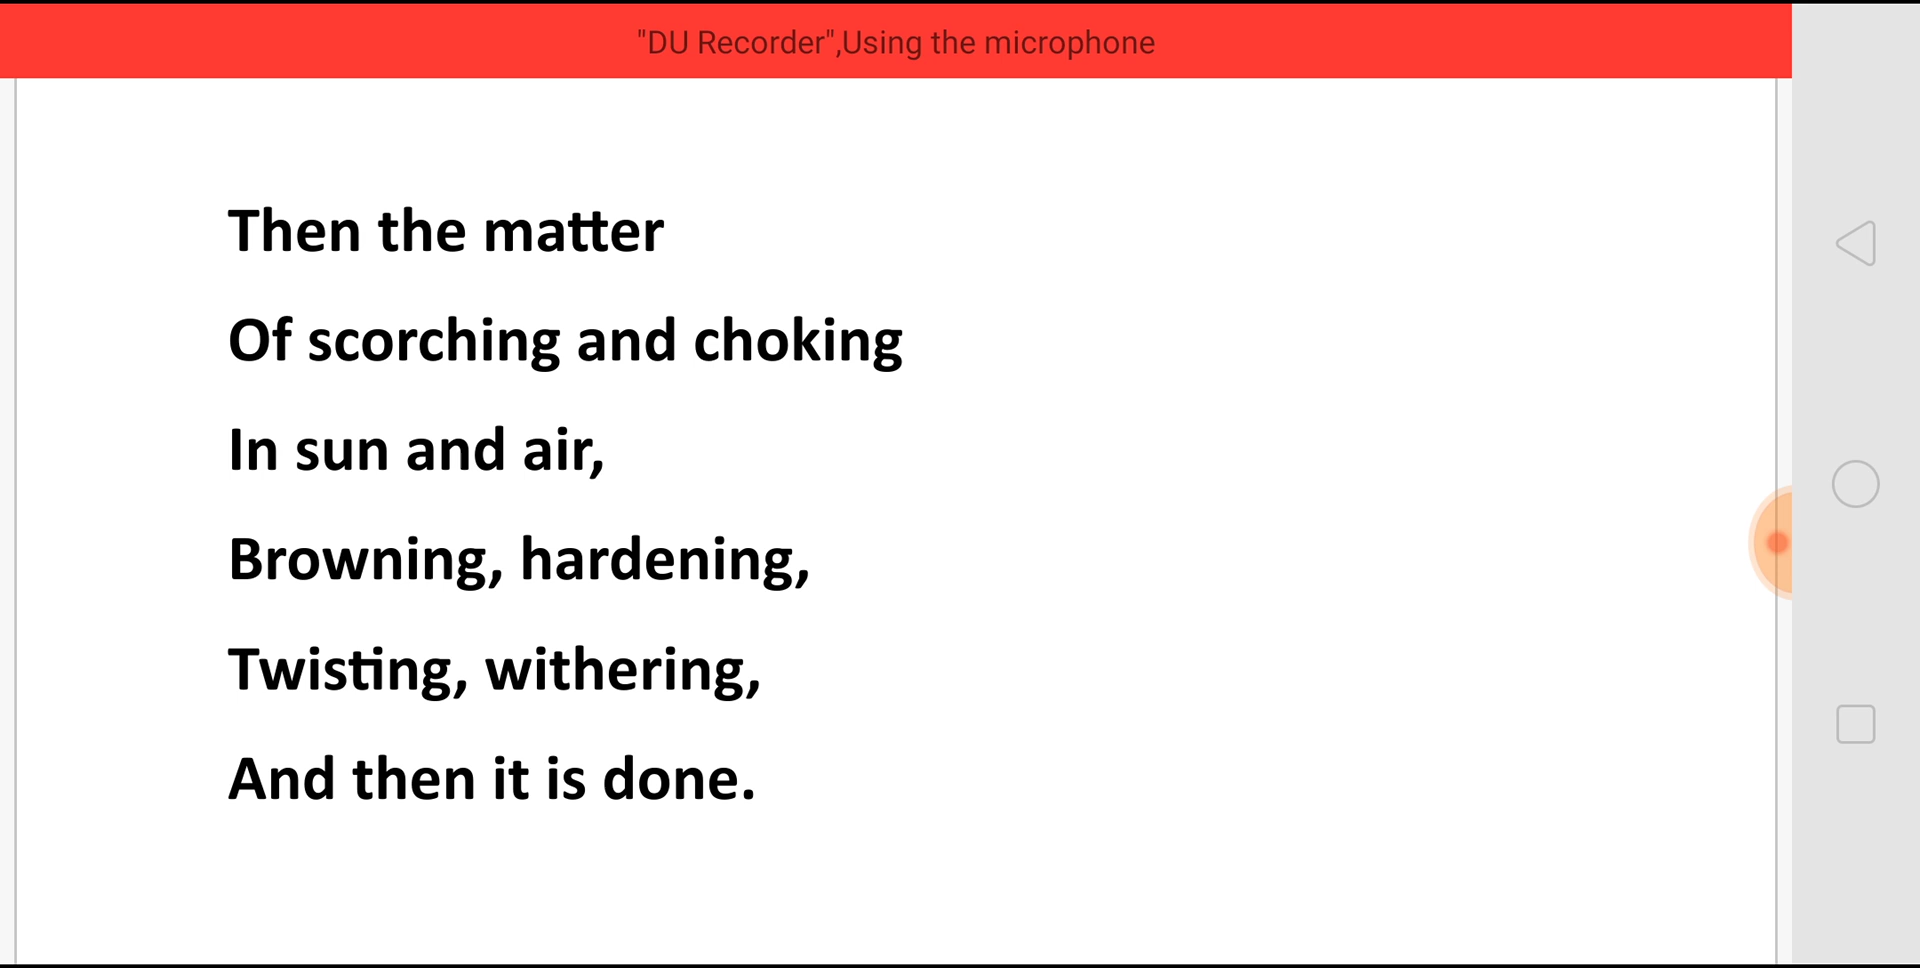 "DU Recorder",Using the microphone
Then the matter
Of scorching and choking
In sun and air,
Browning, hardening,
Twisting, withering,
And then it is done.